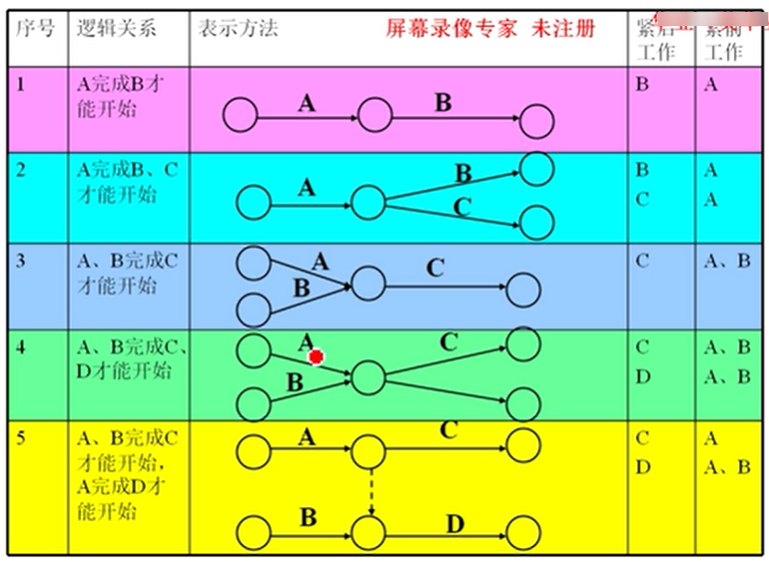 序号 逻辑关系 表示方法 屏幕录像专家 未注册 紧后 紧前
工作 工作
1 A完成B才 A B B A
能开始
2 A完成B、C A B B A
才能开始 C C A
3 A、B完成C A C C A、B
才能开始 B
4 A、B完成C、 A C C A、B
D才能开始 B D A、B
5 A、B完成C A C C A
才能开始, D A、B
A完成D才
能开始 B D